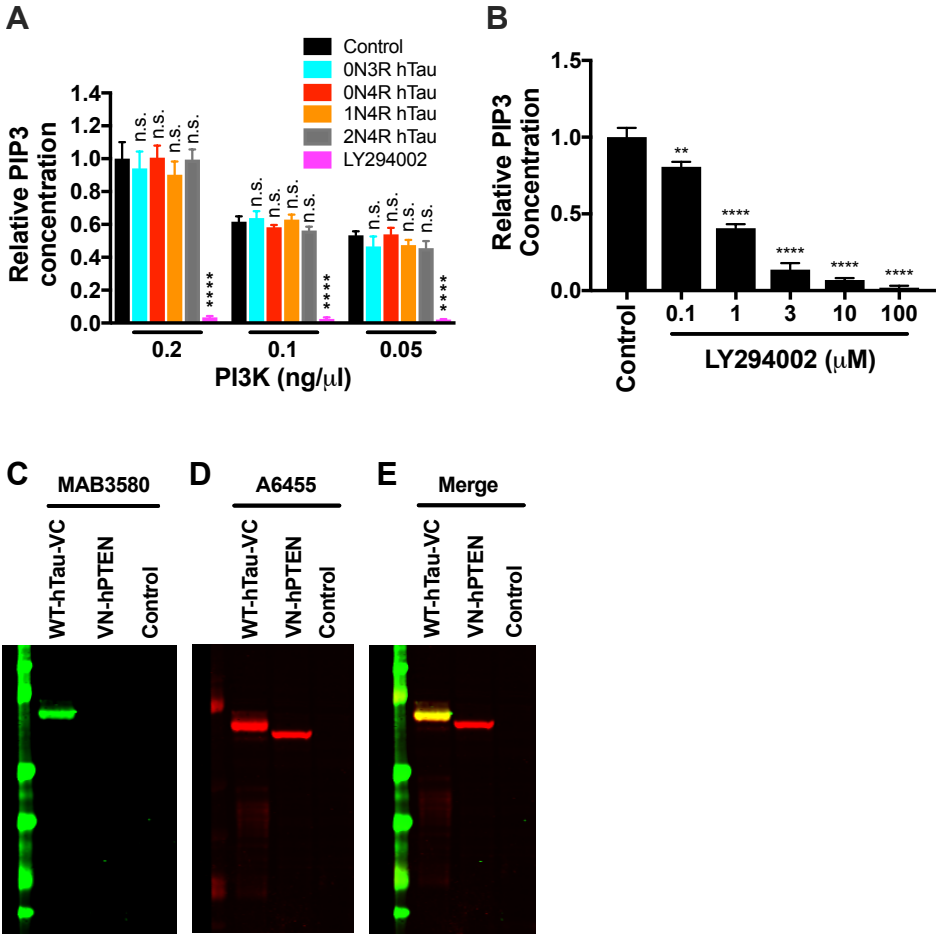 A
Control
0N3R hTau
0N4R hTau
1N4R hTau
2N4R hTau
LY294002
Relative PIP3
concentration
1.4
1.2
1.0
0.8
0.6
0.4
0.2
0.0
n.s.
n.s.
n.s.
n.s.
****
n.s.
n.s.
n.s.
n.s.
****
n.s.
n.s.
n.s.
n.s.
****
0.2
0.1
0.05
PI3K (ng/μl)
B
Relative PIP3
Concentration
1.5
1.0
0.5
0.0
**
****
****
****
****
Control
0.1
1
3
10
100
LY294002 (μM)
C
MAB3580
WT-hTau-VC
VN-hPTEN
Control
D
A6455
WT-hTau-VC
VN-hPTEN
Control
E
Merge
WT-hTau-VC
VN-hPTEN
Control